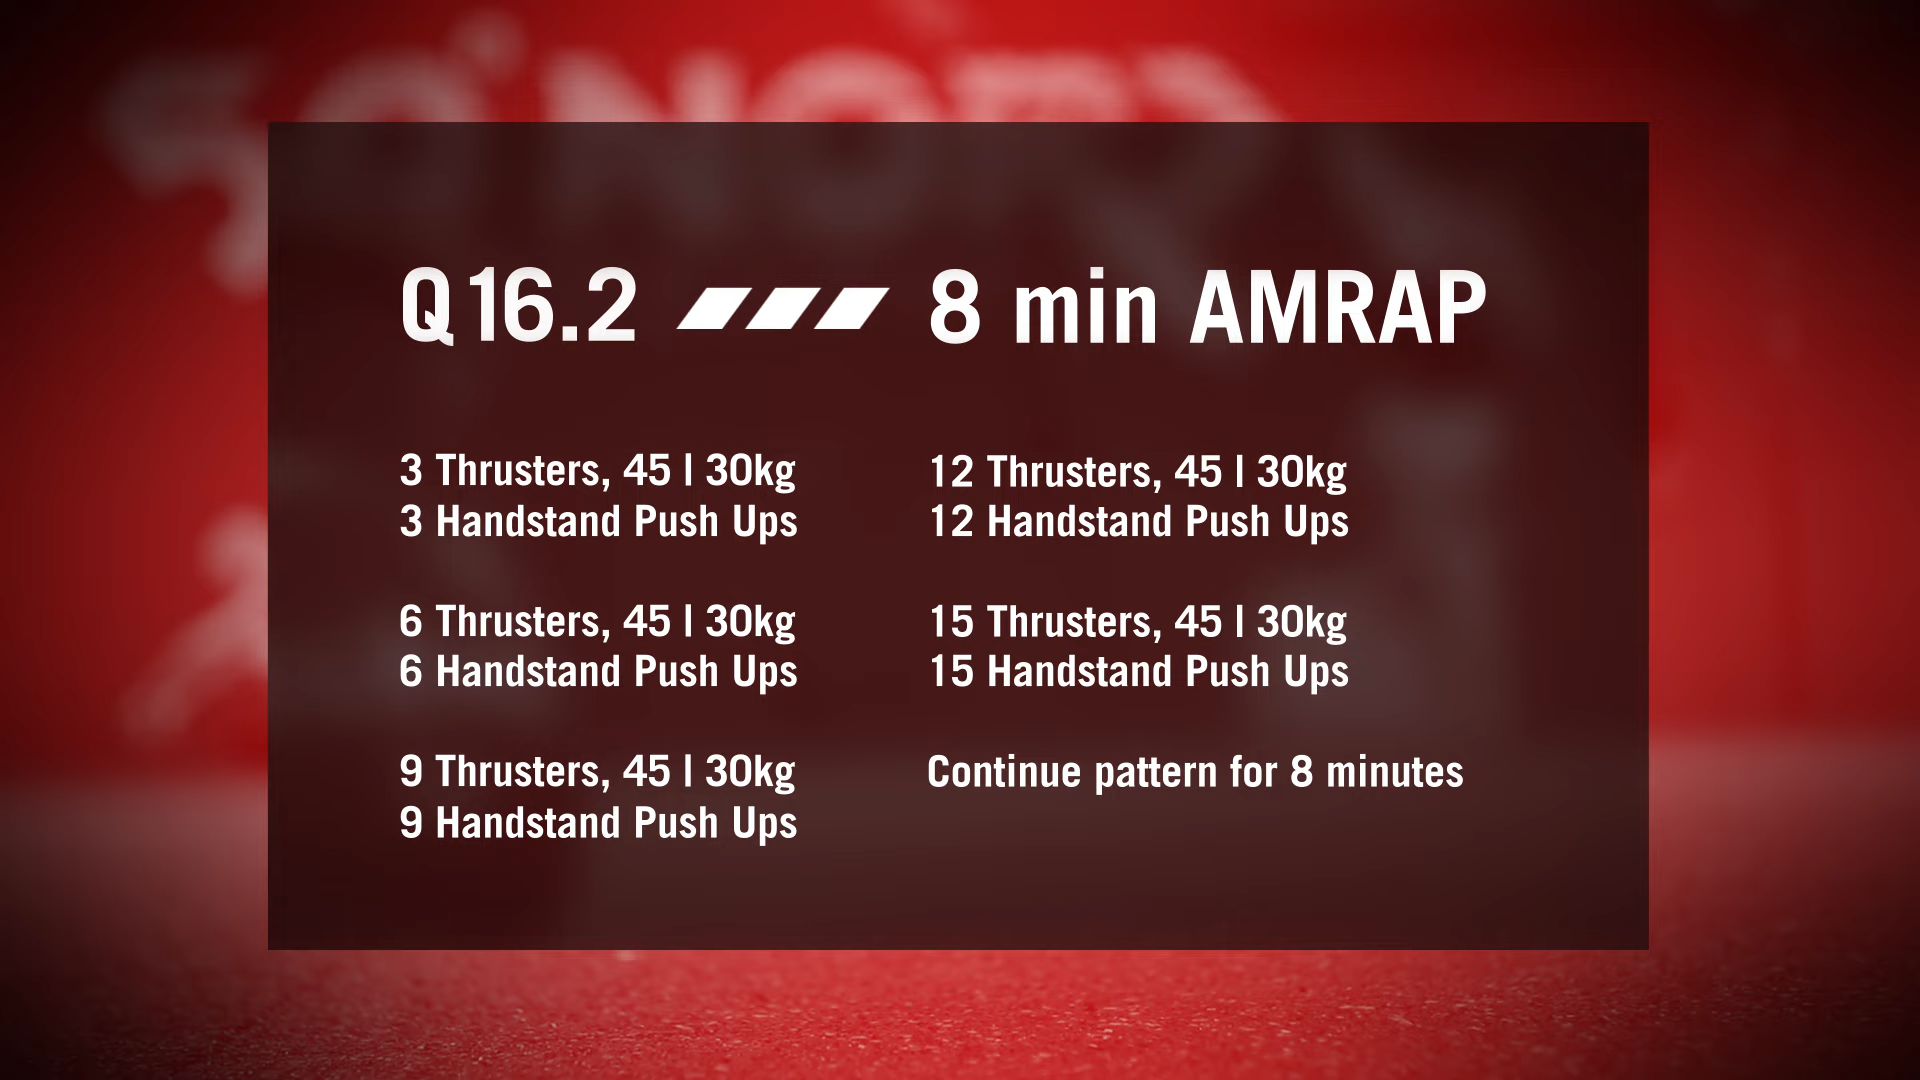 Q16.2 8 min AMRAP
3 Thrusters, 45 | 30kg
3 Handstand Push Ups
6 Thrusters, 45 | 30kg
6 Handstand Push Ups
9 Thrusters, 45 | 30kg
9 Handstand Push Ups
12 Thrusters, 45 | 30kg
12 Handstand Push Ups
15 Thrusters, 45 | 30kg
15 Handstand Push Ups
Continue pattern for 8 minutes